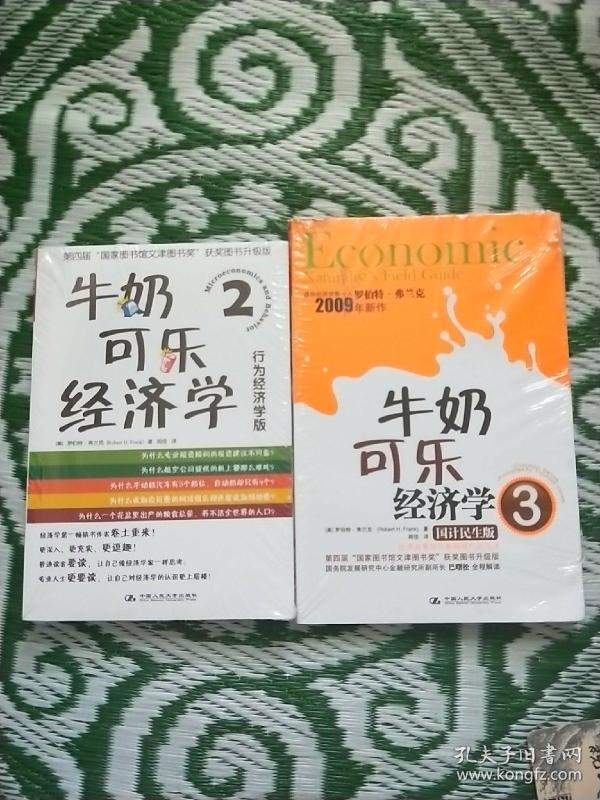 第四届“国家图书馆文津图书奖”获奖图书升级版
牛奶
可乐
经济学
2
Microeconomics and Behavior
行为经济学版
[美] 罗伯特·弗兰克 (Robert H. Frank) 著 闾佳 译
为什么一个花盆里出产的粮食总量，养不活全世界的人口？
经济学第一畅销书作者卷土重来！
更深入、更充实、更逗趣！
普通读者要读，让自己像经济学家一样思考；
专业人士更要读，让自己对经济学的认识更上层楼！
中国人民大学出版社
Economic
Naturalist's Field Guide
罗伯特·弗兰克
2009年新作
牛奶
可乐
经济学
3
国计民生版
[美] 罗伯特·弗兰克 (Robert H. Frank) 著
闾佳 译
第四届“国家图书馆文津图书奖”获奖图书升级版
国务院发展研究中心金融研究所副所长 巴曙松 全程解读
中国人民大学出版社
孔夫子旧书网
www.kongfz.com